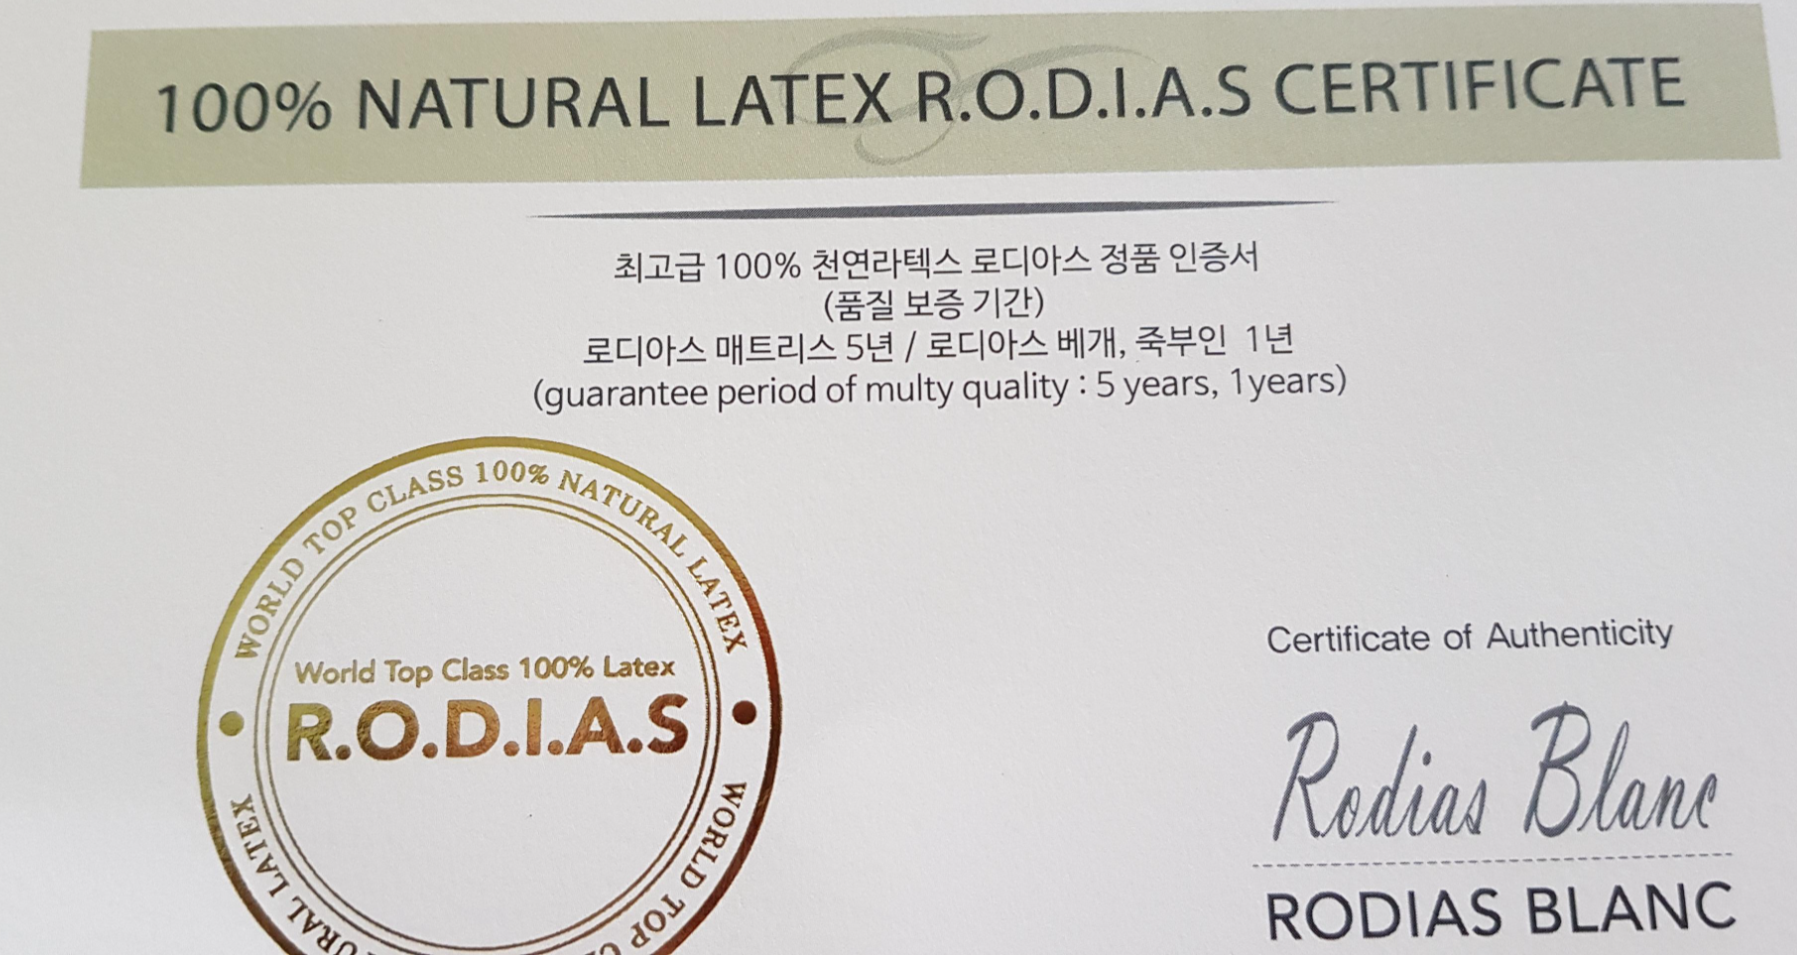 100% NATURAL LATEX R.O.D.I.A.S CERTIFICATE
최고급 100% 천연라텍스 로디아스 정품 인증서
(품질 보증 기간)
로디아스 매트리스 5년 / 로디아스 베개, 죽부인 1년
(guarantee period of multy quality : 5 years, 1years)
WORLD TOP CLASS 100% NATURAL LATEX
World Top Class 100% Latex
R.O.D.I.A.S
WORLD TOP
LATEX
Certificate of Authenticity
Rodias Blanc
RODIAS BLANC